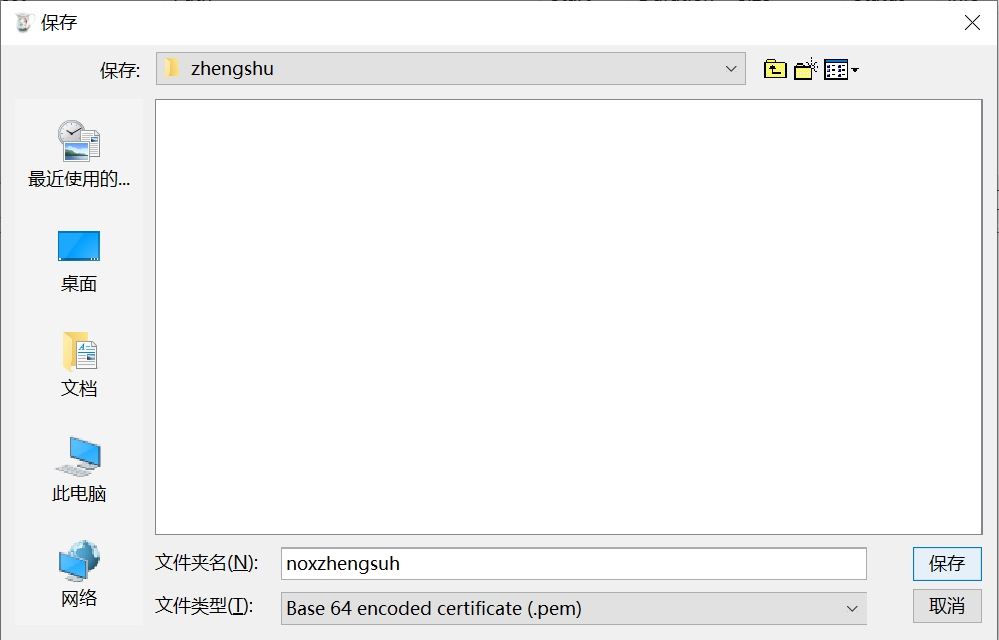 保存
保存:
zhengshu
最近使用的...
桌面
文档
此电脑
网络
文件夹名(N):
noxzhengsuh
保存
文件类型(T):
Base 64 encoded certificate (.pem)
取消